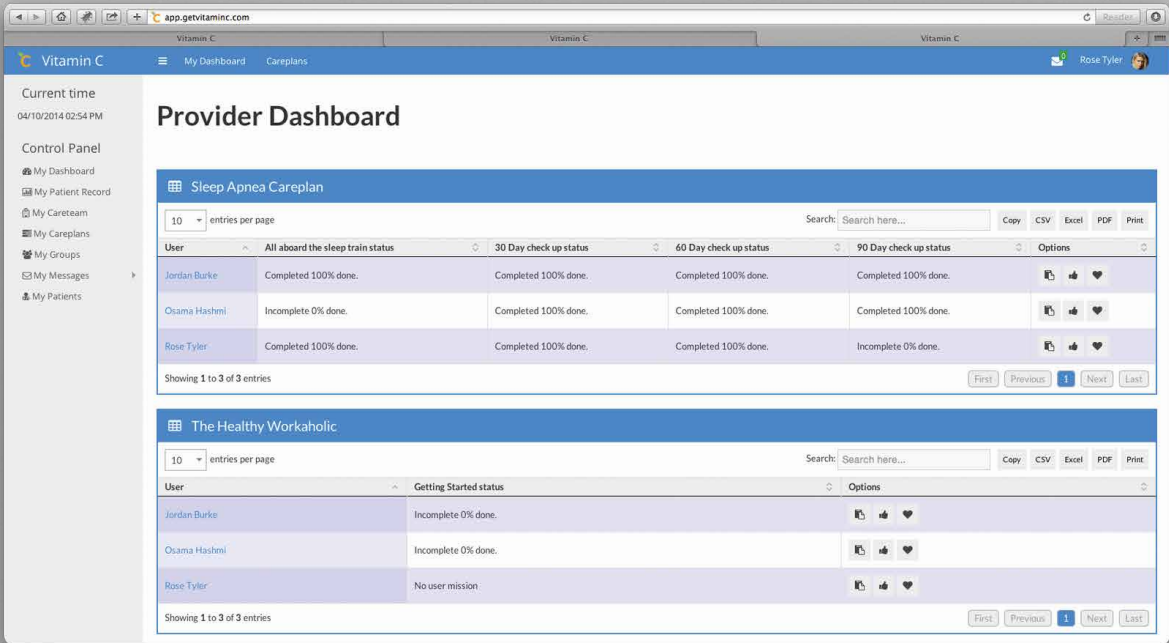 app.getvitaminc.com
Reader
Vitamin C Vitamin C Vitamin C
Vitamin C My Dashboard Careplans 0 Rose Tyler
Current time
04/10/2014 02:54 PM
Control Panel
My Dashboard
My Patient Record
My Careteam
My Careplans
My Groups
My Messages
My Patients
Provider Dashboard
Sleep Apnea Careplan
10 entries per page Search: Search here... Copy CSV Excel PDF Print
User All aboard the sleep train status 30 Day check up status 60 Day check up status 90 Day check up status Options
Jordan Burke Completed 100% done. Completed 100% done. Completed 100% done. Completed 100% done.
Osama Hashmi Incomplete 0% done. Completed 100% done. Completed 100% done. Completed 100% done.
Rose Tyler Completed 100% done. Completed 100% done. Completed 100% done. Incomplete 0% done.
Showing 1 to 3 of 3 entries First Previous 1 Next Last
The Healthy Workaholic
10 entries per page Search: Search here... Copy CSV Excel PDF Print
User Getting Started status Options
Jordan Burke Incomplete 0% done.
Osama Hashmi Incomplete 0% done.
Rose Tyler No user mission
Showing 1 to 3 of 3 entries First Previous 1 Next Last